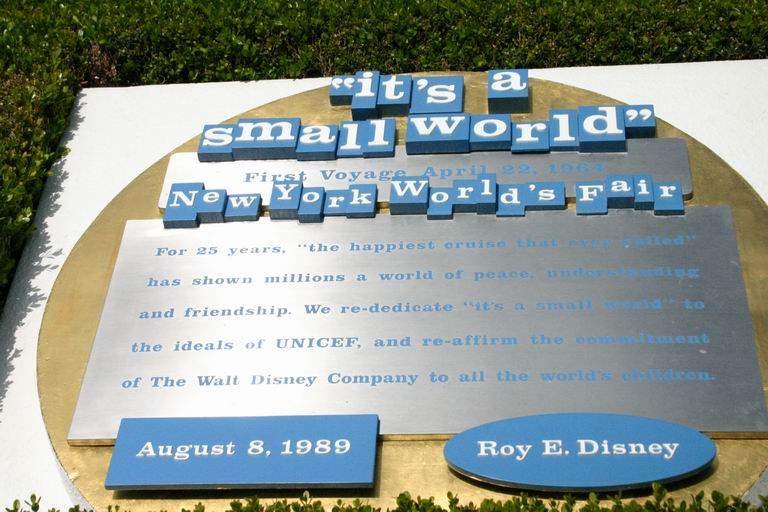 "it's a
small world"
First Voyage April 22, 1964
New York World's Fair
For 25 years, "the happiest cruise that ever sailed"
has shown millions a world of peace, understanding
and friendship. We re-dedicate "it's a small world" to
the ideals of UNICEF, and re-affirm the commitment
of The Walt Disney Company to all the world's children.
August 8, 1989
Roy E. Disney